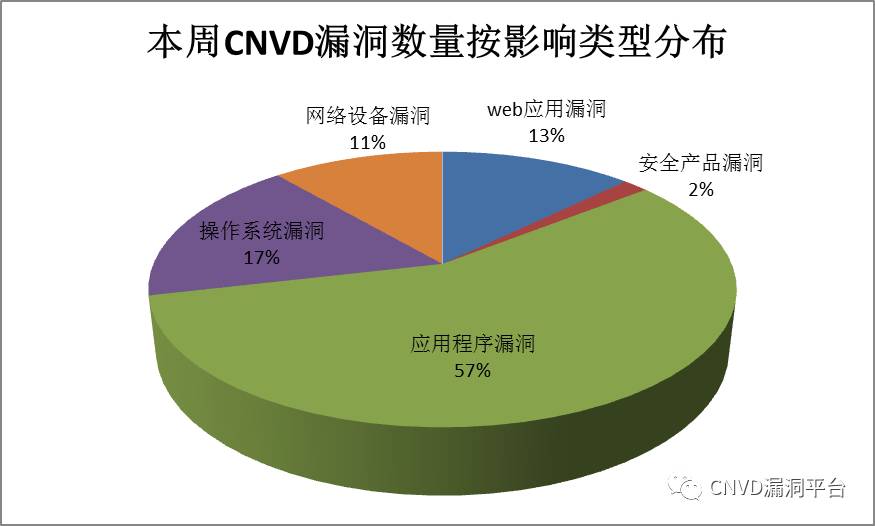 本周CNVD漏洞数量按影响类型分布
网络设备漏洞
11%
web应用漏洞
13%
安全产品漏洞
2%
操作系统漏洞
17%
应用程序漏洞
57%
CNVD漏洞平台